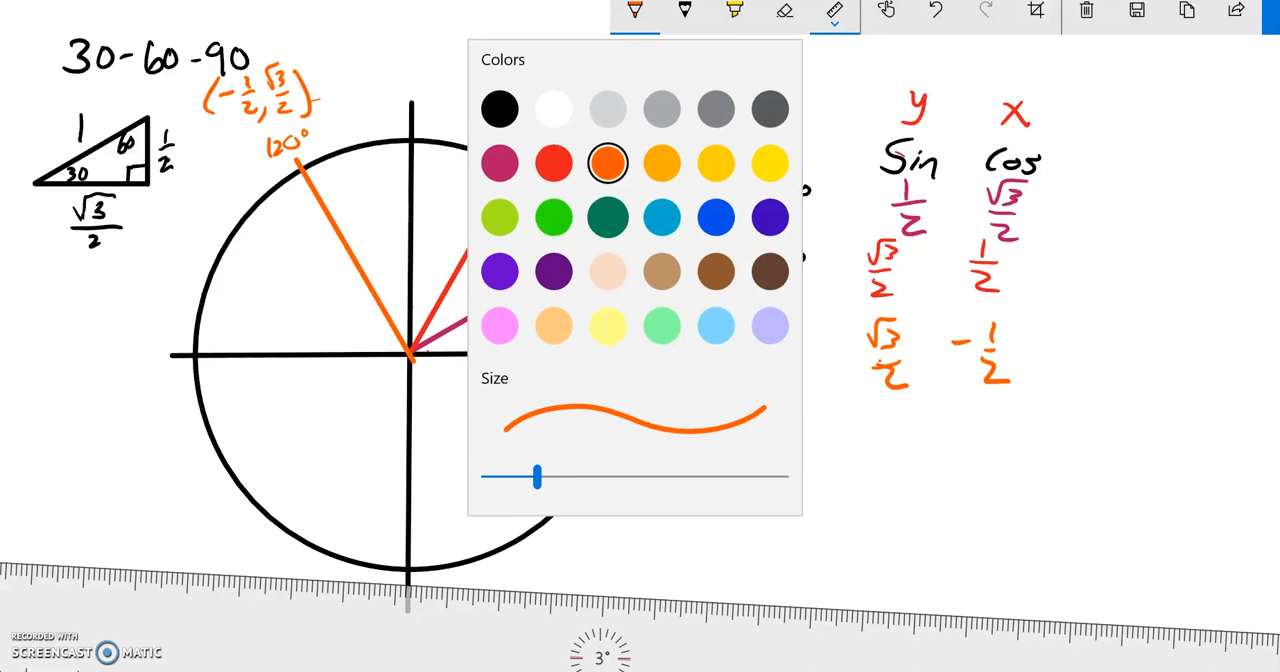 30-60-90
(-1/2, √3/2)
120°
1
60
1/2
30
√3/2
Colors
Size
y x
Sin Cos
1/2 √3/2
√3/2 1/2
√3/2 -1/2
RECORDED WITH
SCREENCAST MATIC
3°